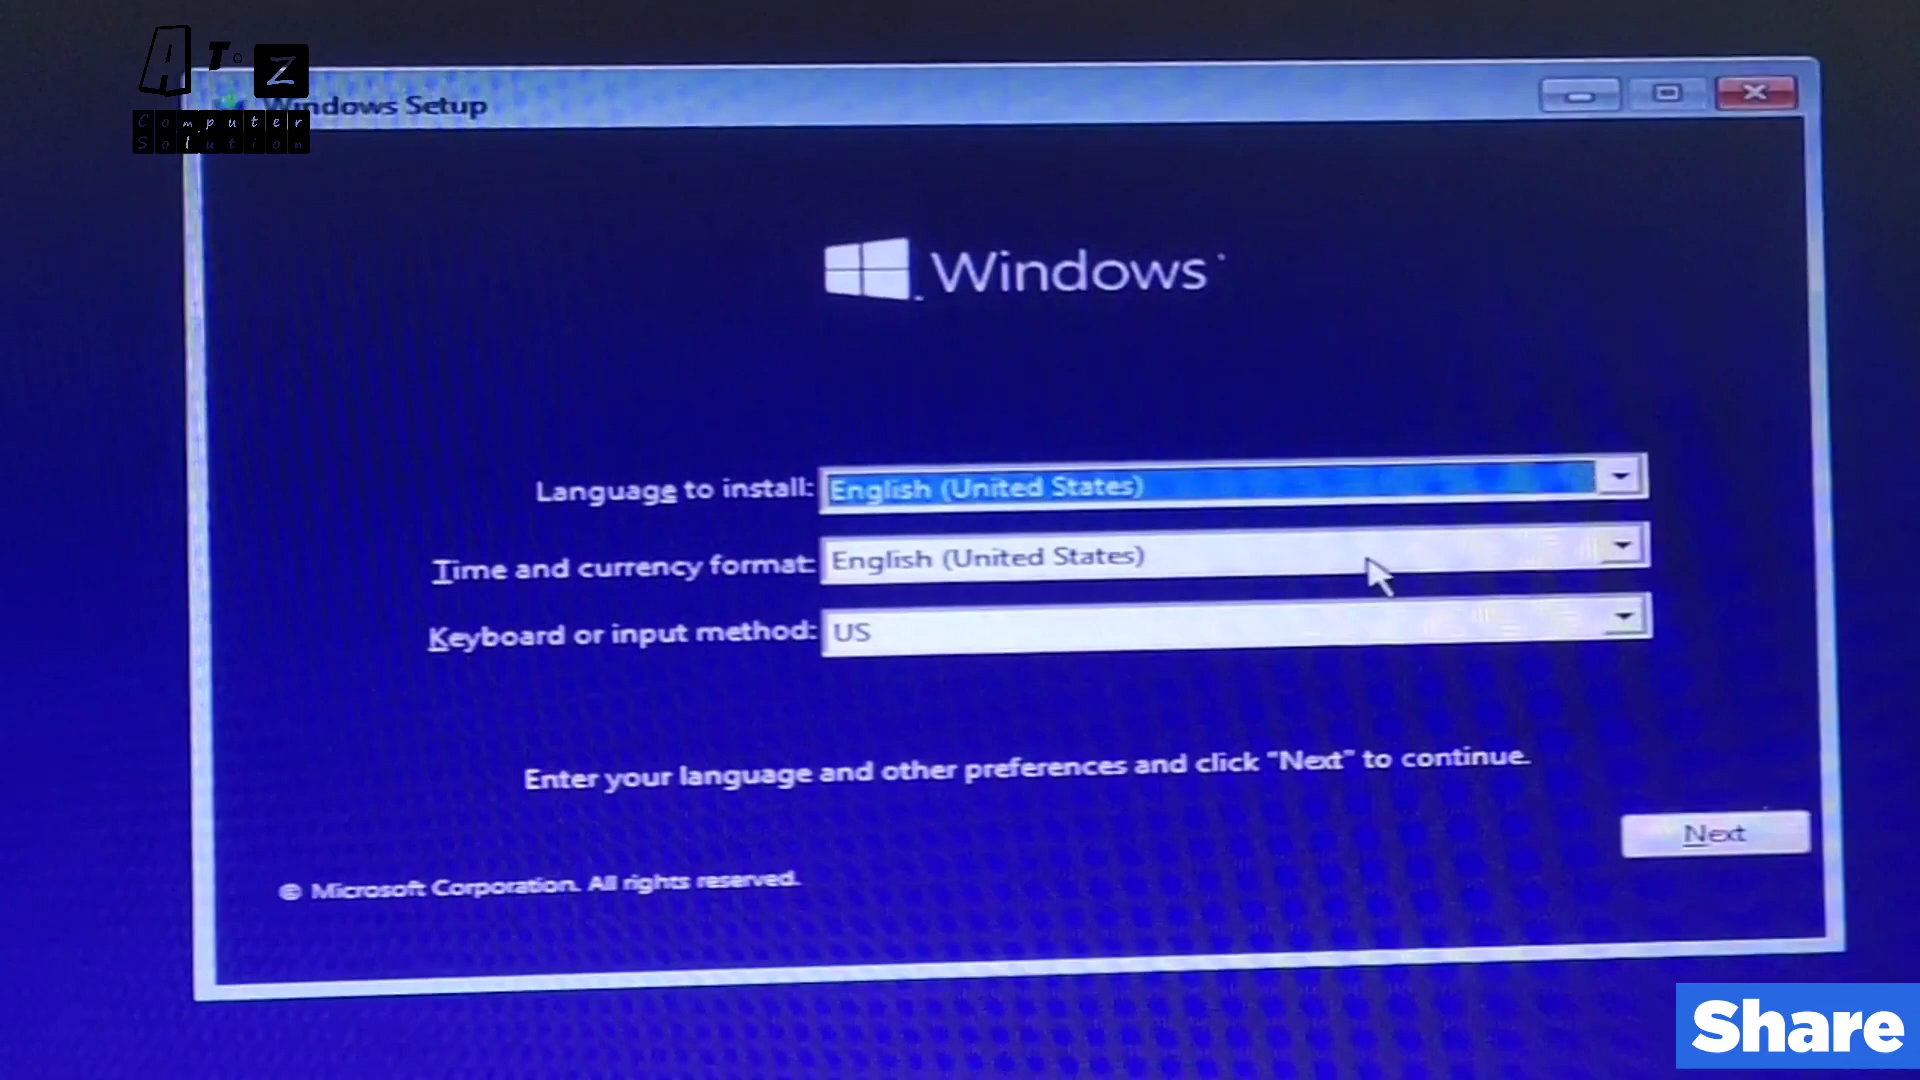 A To Z
Computer
Solution
Windows Setup
Windows
Language to install: English (United States)
Time and currency format: English (United States)
Keyboard or input method: US
Enter your language and other preferences and click "Next" to continue.
Next
© Microsoft Corporation. All rights reserved.
Share